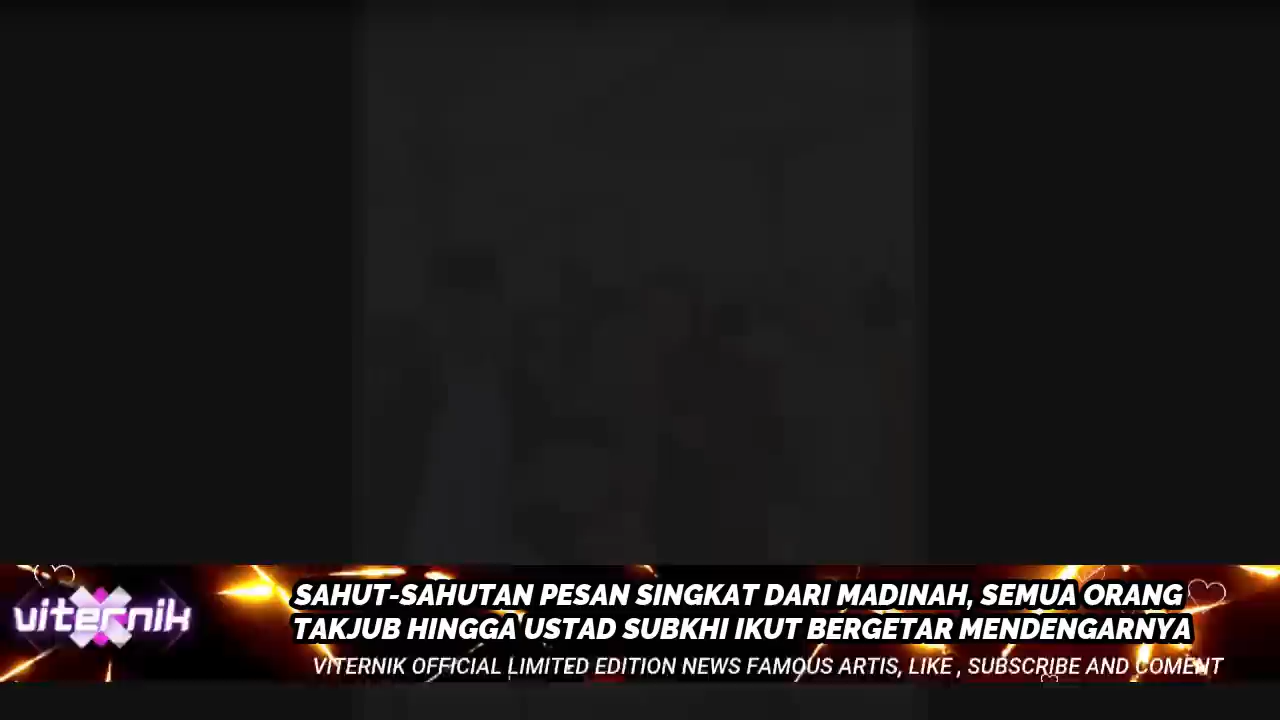 viternik
SAHUT-SAHUTAN PESAN SINGKAT DARI MADINAH, SEMUA ORANG
TAKJUB HINGGA USTAD SUBKHI IKUT BERGETAR MENDENGARNYA
VITERNIK OFFICIAL LIMITED EDITION NEWS FAMOUS ARTIS, LIKE , SUBSCRIBE AND COMENT